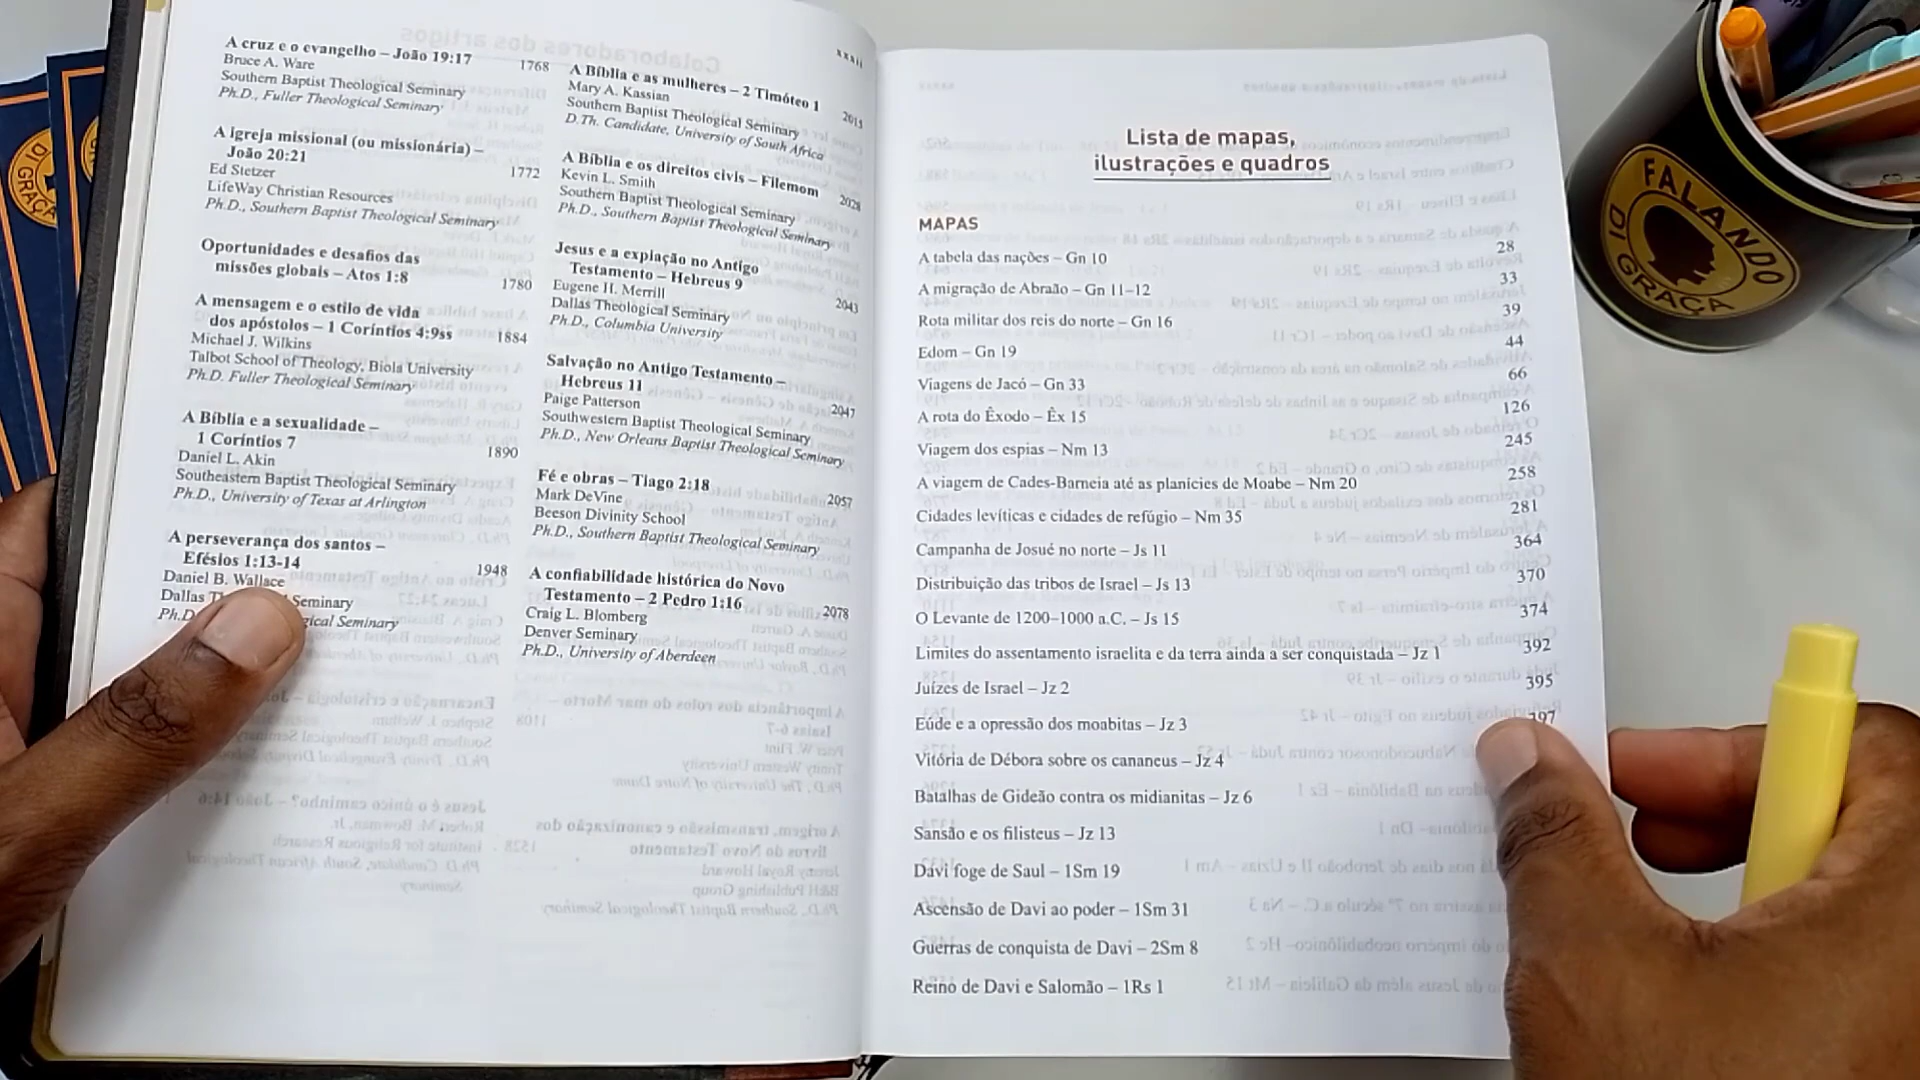 xxxii
A cruz e o evangelho – João 19:17 1768
Bruce A. Ware
Southern Baptist Theological Seminary
Ph.D., Fuller Theological Seminary
A igreja missional (ou missionária) –
João 20:21 1772
Ed Stetzer
LifeWay Christian Resources
Ph.D., Southern Baptist Theological Seminary
Oportunidades e desafios das
missões globais – Atos 1:8 1780
A mensagem e o estilo de vida
dos apóstolos – 1 Coríntios 4:9ss 1884
Michael J. Wilkins
Talbot School of Theology, Biola University
Ph.D. Fuller Theological Seminary
A Bíblia e a sexualidade –
1 Coríntios 7 1890
Daniel L. Akin
Southeastern Baptist Theological Seminary
Ph.D., University of Texas at Arlington
A perseverança dos santos –
Efésios 1:13-14 1948
Daniel B. Wallace
Dallas Seminary
Ph.D Seminary
A Bíblia e as mulheres – 2 Timóteo 1 2015
Mary A. Kassian
Southern Baptist Theological Seminary
D.Th. Candidate, University of South Africa
A Bíblia e os direitos civis – Filemom 2028
Kevin L. Smith
Southern Baptist Theological Seminary
Ph.D., Southern Baptist Theological Seminary
Jesus e a expiação no Antigo
Testamento – Hebreus 9 2043
Eugene H. Merrill
Dallas Theological Seminary
Ph.D., Columbia University
Salvação no Antigo Testamento –
Hebreus 11 2047
Paige Patterson
Southwestern Baptist Theological Seminary
Ph.D., New Orleans Baptist Theological Seminary
Fé e obras – Tiago 2:18 2057
Mark DeVine
Beeson Divinity School
Ph.D., Southern Baptist Theological Seminary
A confiabilidade histórica do Novo
Testamento – 2 Pedro 1:16 2078
Craig L. Blomberg
Denver Seminary
Ph.D., University of Aberdeen
Lista de mapas,
ilustrações e quadros
MAPAS
A tabela das nações – Gn 10 28
A migração de Abraão – Gn 11–12 33
Rota militar dos reis do norte – Gn 16 39
Edom – Gn 19 44
Viagens de Jacó – Gn 33 66
A rota do Êxodo – Êx 15 126
Viagem dos espias – Nm 13 245
A viagem de Cades-Barneia até as planícies de Moabe – Nm 20 258
Cidades levíticas e cidades de refúgio – Nm 35 281
Campanha de Josué no norte – Js 11 364
Distribuição das tribos de Israel – Js 13 370
O Levante de 1200–1000 a.C. – Js 15 374
Limites do assentamento israelita e da terra ainda a ser conquistada – Jz 1 392
Juízes de Israel – Jz 2 395
Eúde e a opressão dos moabitas – Jz 3 397
Vitória de Débora sobre os cananeus – Jz 4
Batalhas de Gideão contra os midianitas – Jz 6
Sansão e os filisteus – Jz 13
Davi foge de Saul – 1Sm 19
Ascensão de Davi ao poder – 1Sm 31
Guerras de conquista de Davi – 2Sm 8
Reino de Davi e Salomão – 1Rs 1
FALANDO
DI GRAÇA
DI GRAÇA